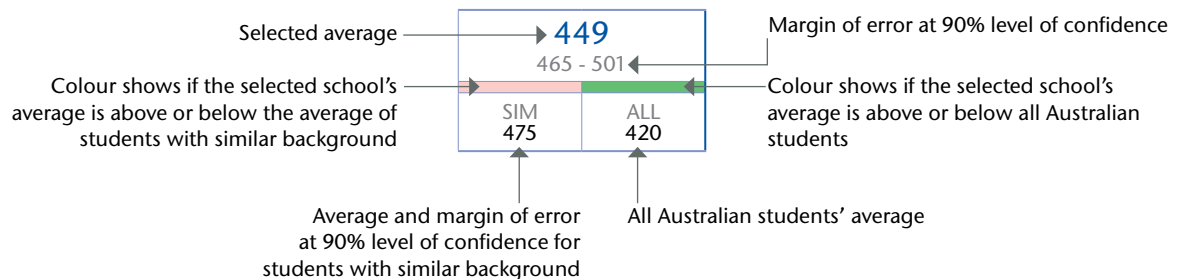 Selected average
449
Margin of error at 90% level of confidence
465 - 501
Colour shows if the selected school's
average is above or below the average of
students with similar background
Colour shows if the selected school's
average is above or below all Australian
students
SIM
475
ALL
420
Average and margin of error
at 90% level of confidence for
students with similar background
All Australian students' average